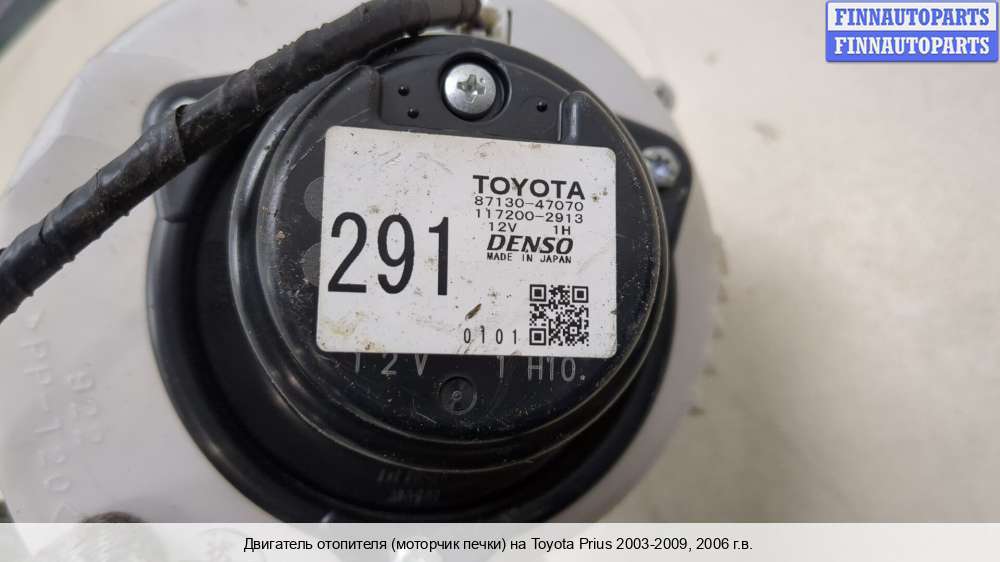 FINNAUTOPARTS
FINNAUTOPARTS
TOYOTA
87130-47070
117200-2913
12V 1H
DENSO
MADE IN JAPAN
291
0101
12V 1H10.
Двигатель отопителя (моторчик печки) на Toyota Prius 2003-2009, 2006 г.в.